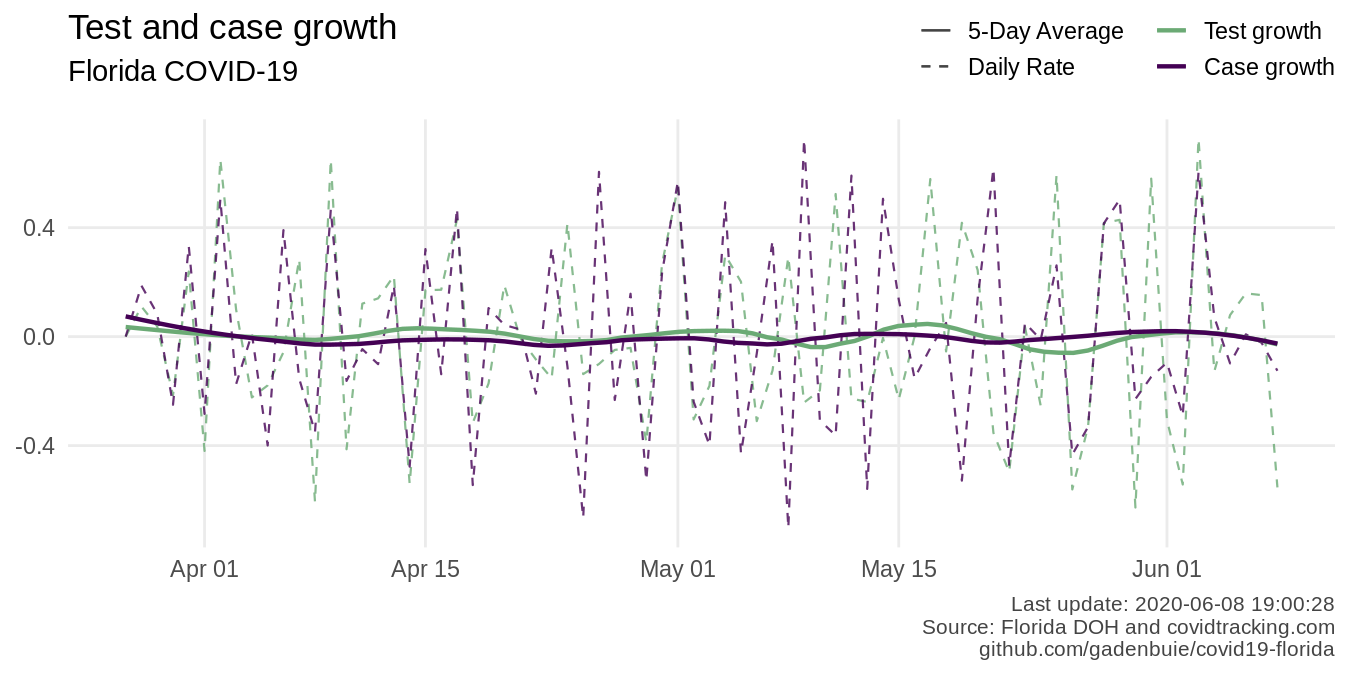 Test and case growth
Florida COVID-19
5-Day Average
Test growth
Daily Rate
Case growth
0.4
0.0
-0.4
Apr 01
Apr 15
May 01
May 15
Jun 01
Last update: 2020-06-08 19:00:28
Source: Florida DOH and covidtracking.com
github.com/gadenbuie/covid19-florida